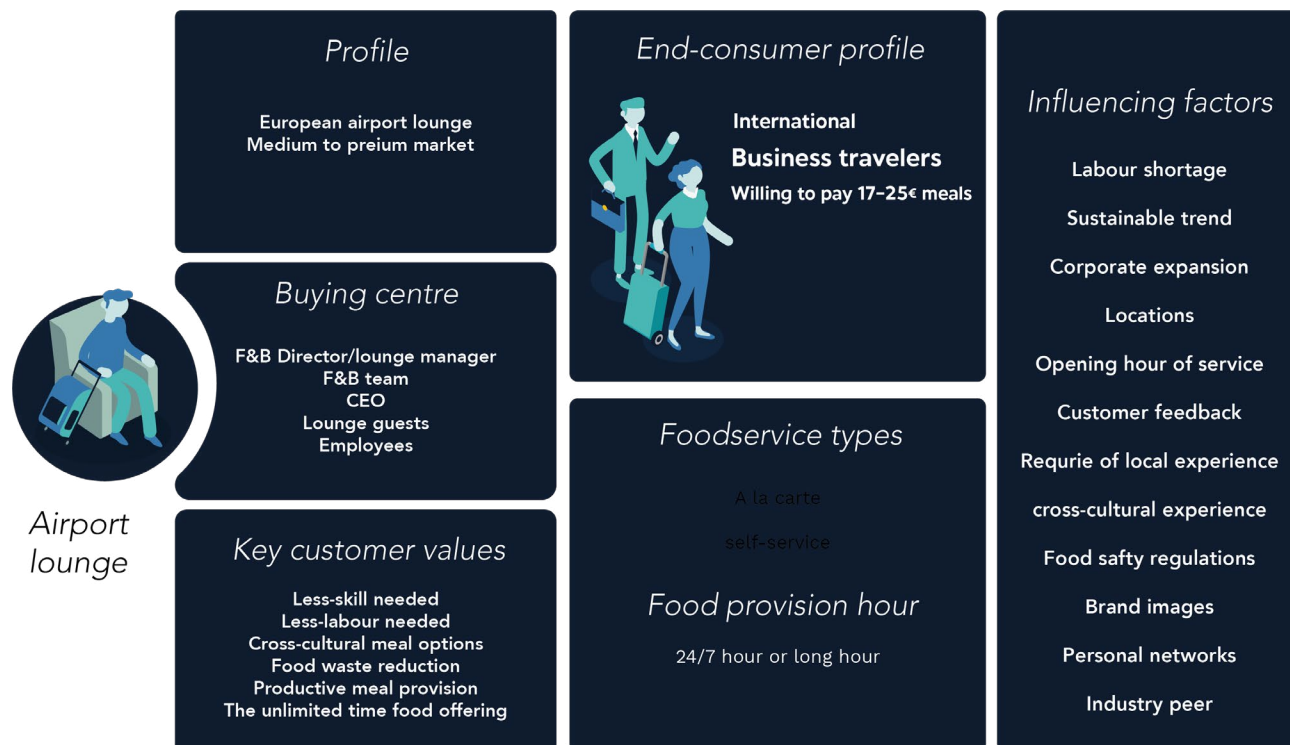 Profile
European airport lounge
Medium to preium market
Buying centre
F&B Director/lounge manager
F&B team
CEO
Lounge guests
Employees
Airport
lounge
Key customer values
Less-skill needed
Less-labour needed
Cross-cultural meal options
Food waste reduction
Productive meal provision
The unlimited time food offering
End-consumer profile
International
Business travelers
Willing to pay 17-25€ meals
Foodservice types
A la carte
self-service
Food provision hour
24/7 hour or long hour
Influencing factors
Labour shortage
Sustainable trend
Corporate expansion
Locations
Opening hour of service
Customer feedback
Requrie of local experience
cross-cultural experience
Food safty regulations
Brand images
Personal networks
Industry peer